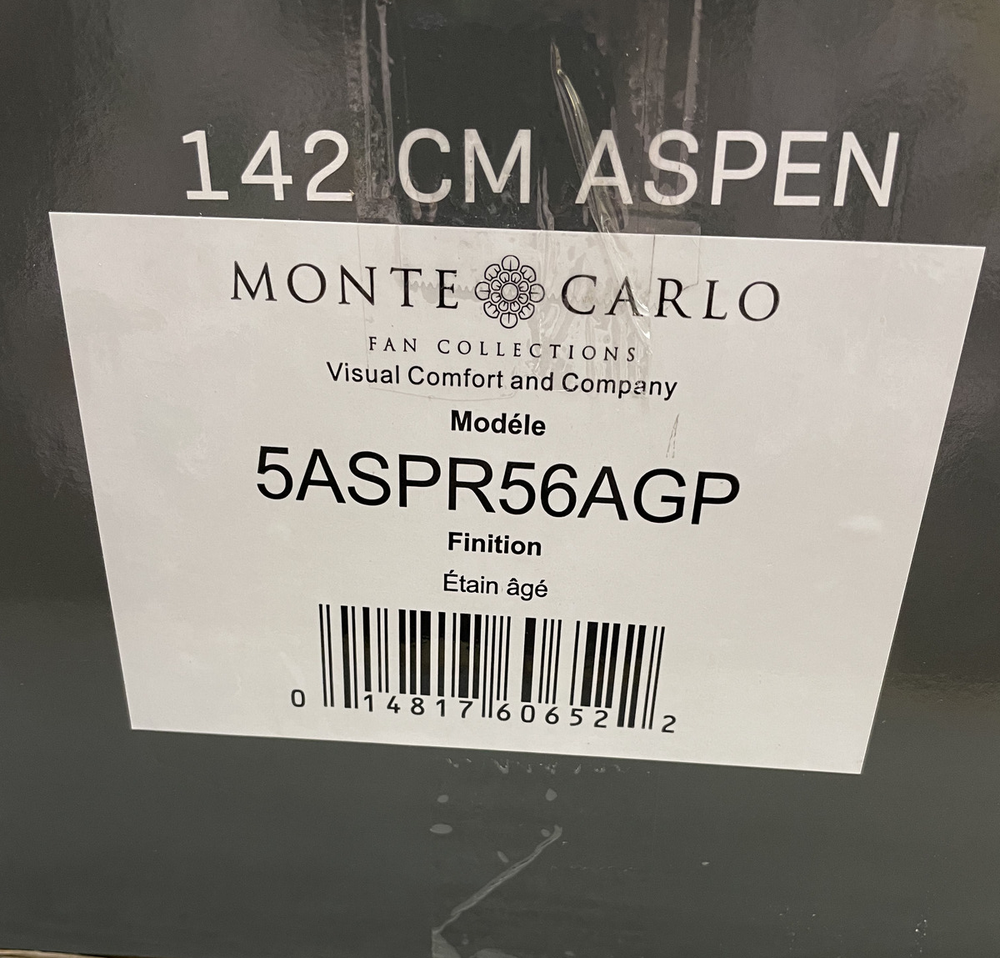 142 CM ASPEN
MONTE CARLO
FAN COLLECTIONS
Visual Comfort and Company
Modéle
5ASPR56AGP
Finition
Étain âgé
0 14817 60652 2